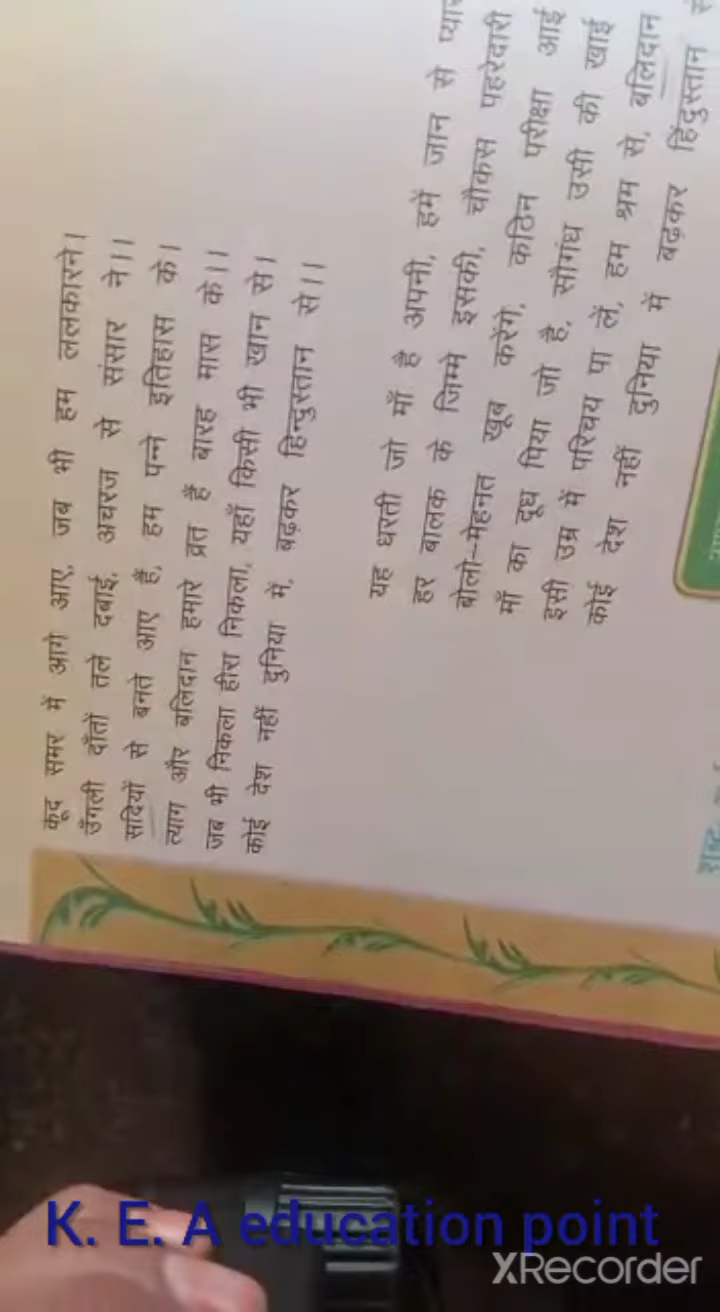 कूद समर में आगे आए, जब भी हम ललकारने।
उँगली दाँतों तले दबाई, अचरज से संसार ने।।
सदियों से बनते आए हैं, हम पन्ने इतिहास के।
त्याग और बलिदान हमारे व्रत हैं बारह मास के।।
जब भी निकला हीरा निकला, यहाँ किसी भी खान से।
कोई देश नहीं दुनिया में, बढ़कर हिन्दुस्तान से।।
यह धरती जो माँ है अपनी, हमें जान से
हर बालक के जिम्मे इसकी, चौकस पहरेदारी
बोलो-मेहनत खूब करेंगे, कठिन परीक्षा आई
माँ का दूध पिया जो है, सौगंध उसी की खाई
इसी उम्र में परिचय पा लें, हम श्रम से, बलिदान
कोई देश नहीं दुनिया में बढ़कर हिंदुस्तान
K. E. A education point
XRecorder